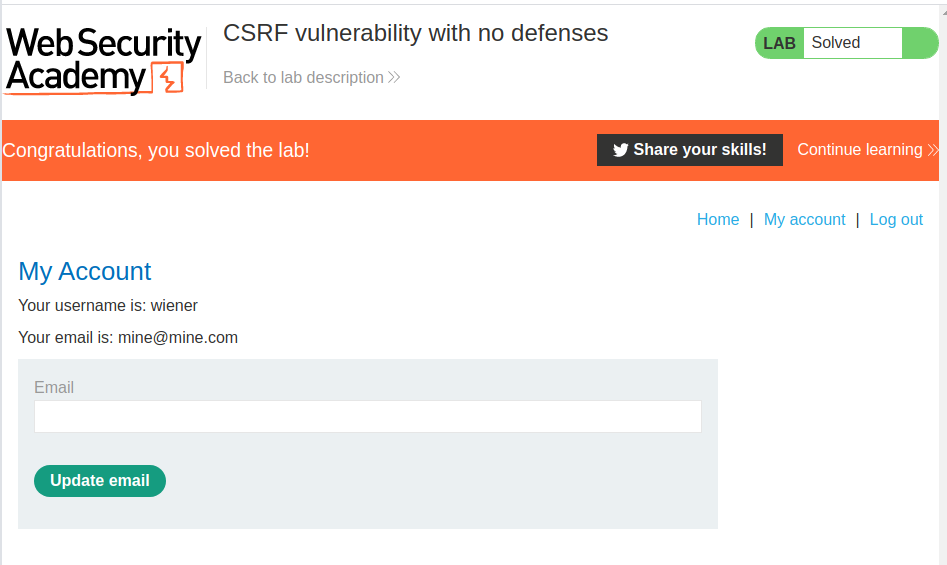 Web Security
Academy
CSRF vulnerability with no defenses
Back to lab description
LAB Solved
Congratulations, you solved the lab!
Share your skills!
Continue learning
Home | My account | Log out
My Account
Your username is: wiener
Your email is: mine@mine.com
Email
Update email